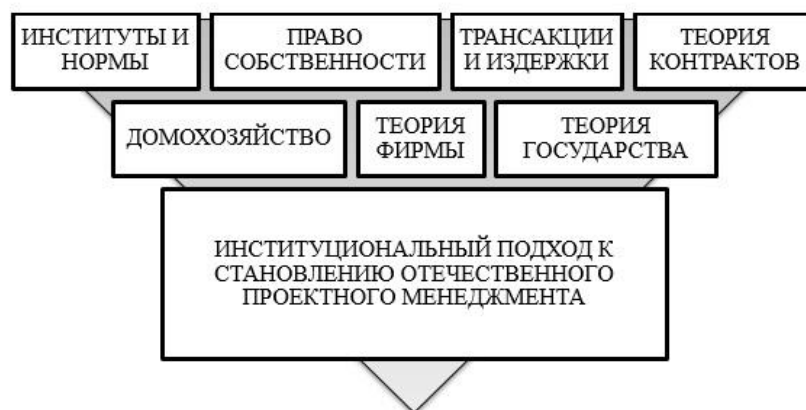 ИНСТИТУТЫ И
НОРМЫ
ПРАВО
СОБСТВЕННОСТИ
ТРАНСАКЦИИ
И ИЗДЕРЖКИ
ТЕОРИЯ
КОНТРАКТОВ
ДОМОХОЗЯЙСТВО
ТЕОРИЯ
ФИРМЫ
ТЕОРИЯ
ГОСУДАРСТВА
ИНСТИТУЦИОНАЛЬНЫЙ ПОДХОД К
СТАНОВЛЕНИЮ ОТЕЧЕСТВЕННОГО
ПРОЕКТНОГО МЕНЕДЖМЕНТА